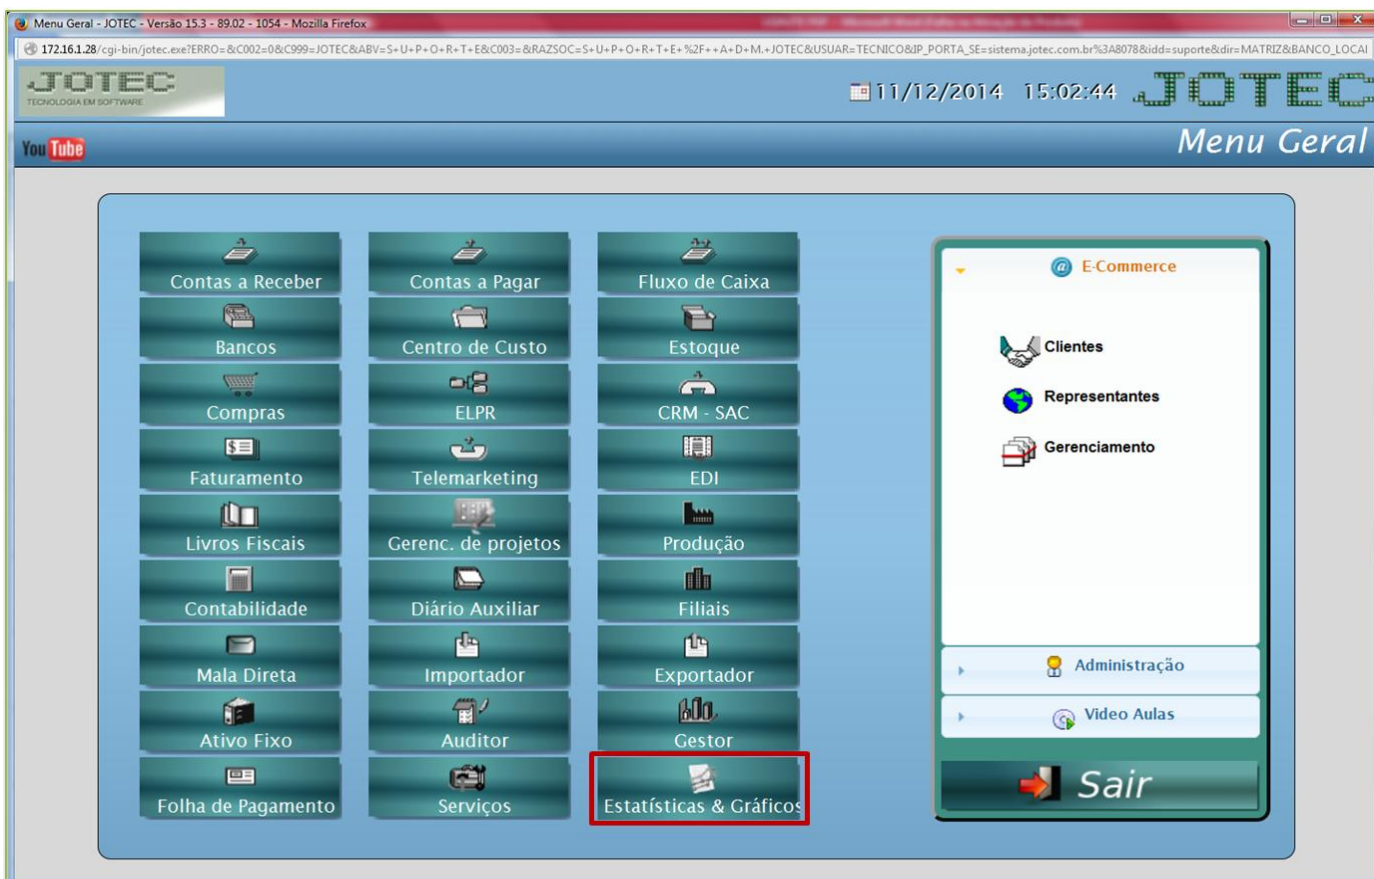 Menu Geral - JOTEC - Versão 15.3 - 89.02 - 1054 - Mozilla Firefox
172.16.1.28/cgi-bin/jotec.exe?ERRO=&C002=0&C999=JOTEC&ABV=S+U+P+O+R+T+E&C003=&RAZSOC=S+U+P+O+R+T+E+%2F++A+D+M.+JOTEC&USUAR=TECNICO&IP_PORTA_SE=sistema.jotec.com.br%3A8078&idd=suporte&dir=MATRIZ&BANCO_LOCAI
JOTEC
TECNOLOGIA EM SOFTWARE
11/12/2014 15:02:44
JOTEC
YouTube
Menu Geral
Contas a Receber
Contas a Pagar
Fluxo de Caixa
Bancos
Centro de Custo
Estoque
Compras
ELPR
CRM - SAC
Faturamento
Telemarketing
EDI
Livros Fiscais
Gerenc. de projetos
Produção
Contabilidade
Diário Auxiliar
Filiais
Mala Direta
Importador
Exportador
Ativo Fixo
Auditor
Gestor
Folha de Pagamento
Serviços
Estatísticas & Gráficos
E-Commerce
Clientes
Representantes
Gerenciamento
Administração
Video Aulas
Sair